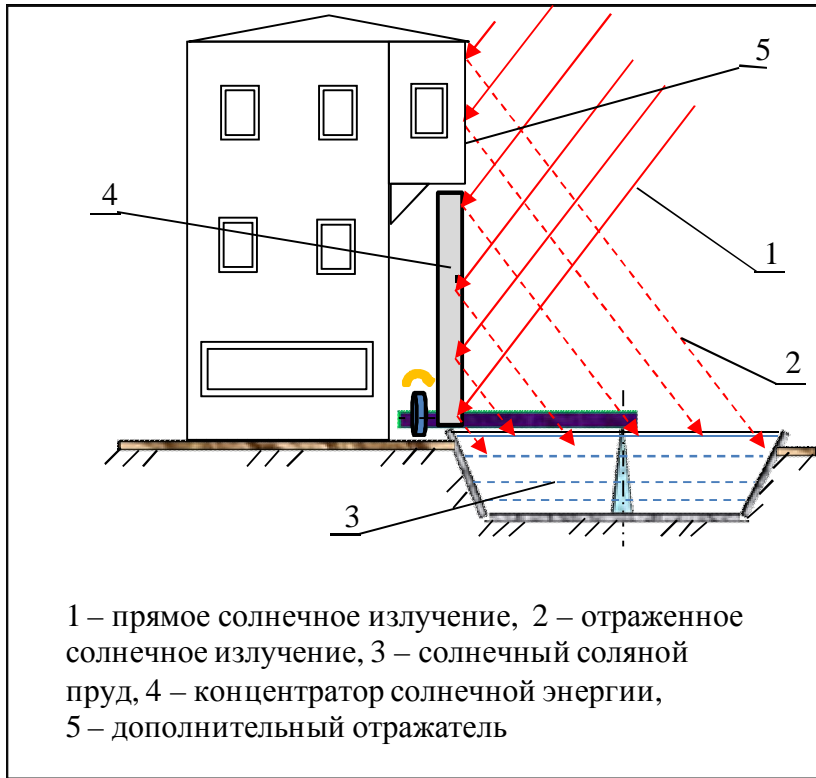 5
4
1
2
3
1 – прямое солнечное излучение, 2 – отраженное
солнечное излучение, 3 – солнечный соляной
пруд, 4 – концентратор солнечной энергии,
5 – дополнительный отражатель